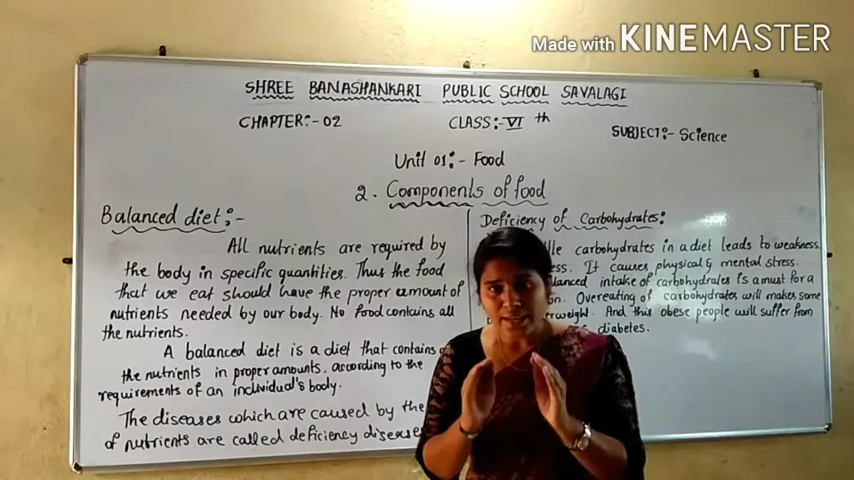 Made with KINEMASTER
SHREE BANASHANKARI PUBLIC SCHOOL SAVALAGI
CHAPTER:- 02 CLASS:- VI th SUBJECT:- Science
Unit 01:- Food
2. Components of food
Balanced diet:-
All nutrients are required by
the body in specific quantities. Thus the food
that we eat should have the proper amount of
nutrients needed by our body. No food contains all
the nutrients.
A balanced diet is a diet that contains
the nutrients in proper amounts. according to the
requirements of an individual's body.
The diseases which are caused by the
of nutrients are called deficiency
Deficiency of Carbohydrates:
carbohydrates in a diet leads to weakness
It causes physical & mental stress.
intake of carbohydrates is a must for a
Overeating of carbohydrates will makes some
And this obese people will suffer from
diabetes.